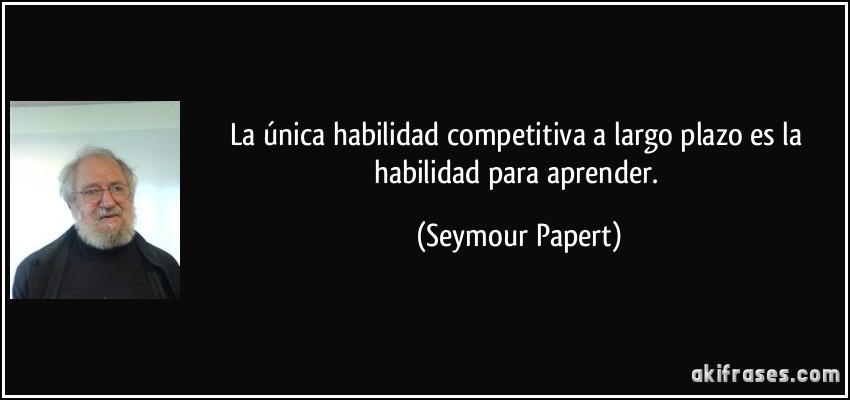 La única habilidad competitiva a largo plazo es la
habilidad para aprender.
(Seymour Papert)
akifrases.com